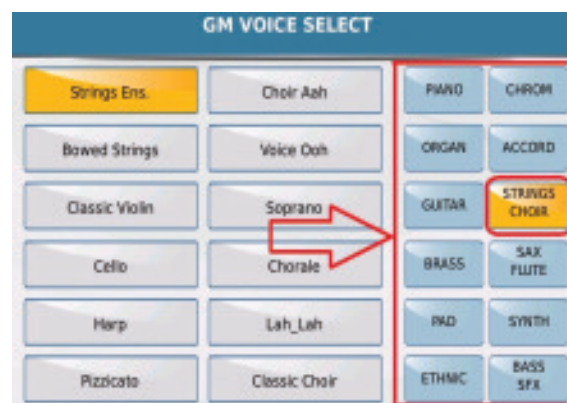 GM VOICE SELECT
Strings Ens.
Choir Aah
Bowed Strings
Voice Ooh
Classic Violin
Soprano
Cello
Chorale
Harp
Lah_Lah
Pizzicato
Classic Choir
PIANO
CHROM
ORGAN
ACCORD
GUITAR
STRINGS
CHOIR
BRASS
SAX
FLUTE
PAD
SYNTH
ETHNIC
BASS
SFX